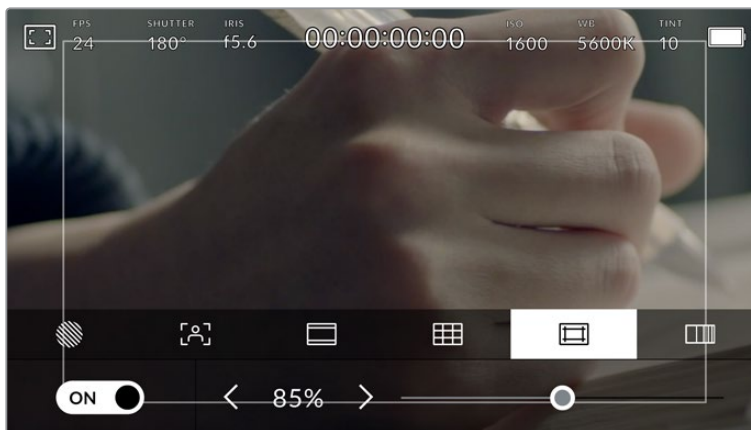 FPS SHUTTER IRIS ISO WB TINT
24 180° f5.6 00:00:00:00 1600 5600K 10
ON 85%